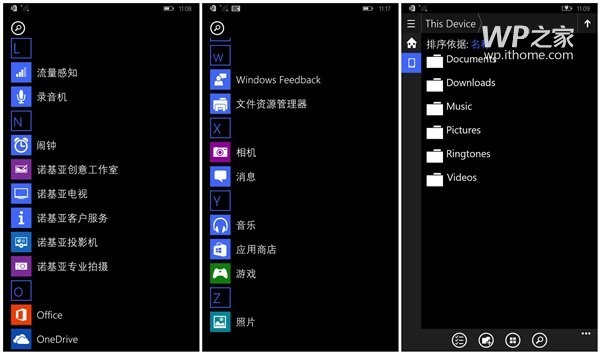 11:08
L
流量感知
录音机
N
闹钟
诺基亚创意工作室
诺基亚电视
诺基亚客户服务
诺基亚投影机
诺基亚专业拍摄
O
Office
OneDrive
11:17
W
Windows Feedback
文件资源管理器
X
相机
消息
Y
音乐
应用商店
游戏
Z
照片
11:09
This Device
WP之家
排序依据: 名称
wp.ithome.com
Documents
Downloads
Music
Pictures
Ringtones
Videos